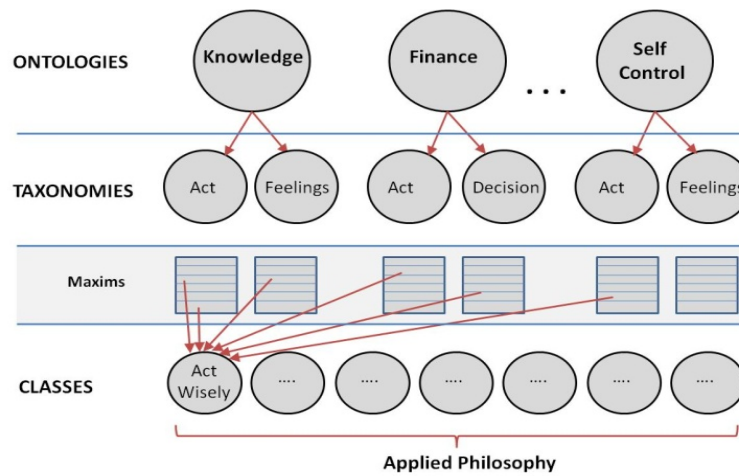 ONTOLOGIES
Knowledge
Finance
. . .
Self
Control
TAXONOMIES
Act
Feelings
Act
Decision
Act
Feelings
Maxims
CLASSES
Act
Wisely
....
....
....
....
....
....
Applied Philosophy